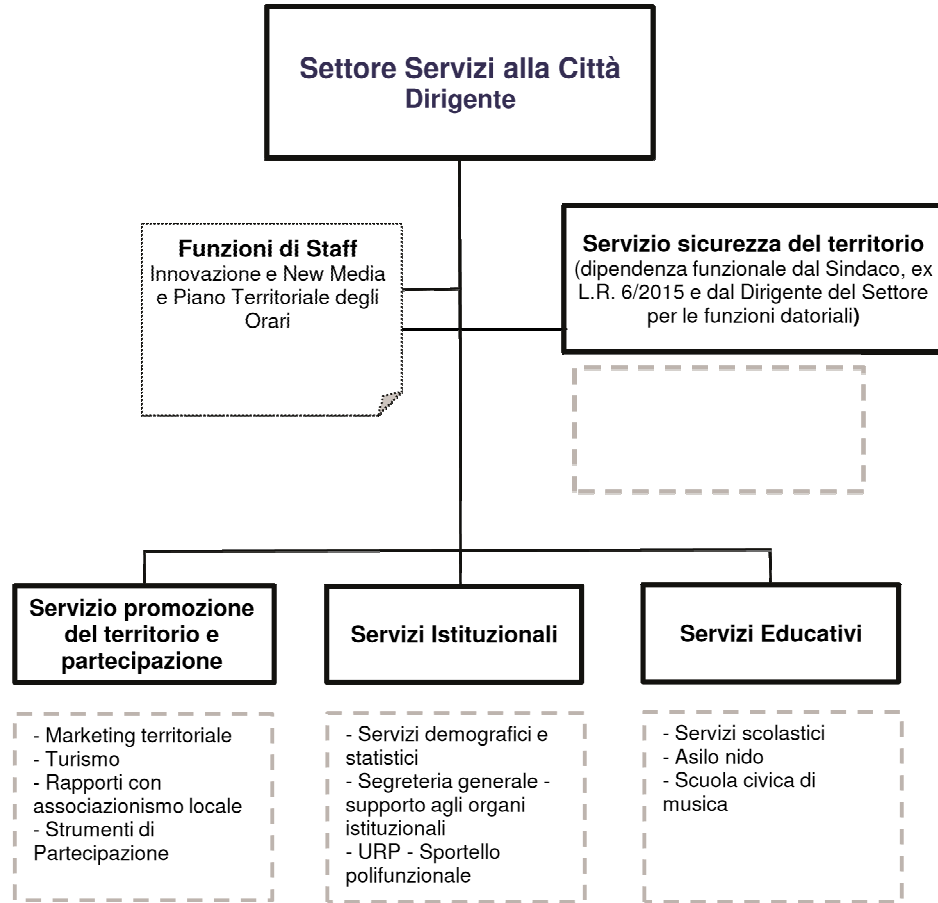 Settore Servizi alla Città
Dirigente
Funzioni di Staff
Innovazione e New Media
e Piano Territoriale degli
Orari
Servizio sicurezza del territorio
(dipendenza funzionale dal Sindaco, ex
L.R. 6/2015 e dal Dirigente del Settore
per le funzioni datoriali)
Servizio promozione
del territorio e
partecipazione
Servizi Istituzionali
Servizi Educativi
- Marketing territoriale
- Turismo
- Rapporti con
associazionismo locale
- Strumenti di
Partecipazione
- Servizi demografici e
statistici
- Segreteria generale -
supporto agli organi
istituzionali
- URP - Sportello
polifunzionale
- Servizi scolastici
- Asilo nido
- Scuola civica di
musica